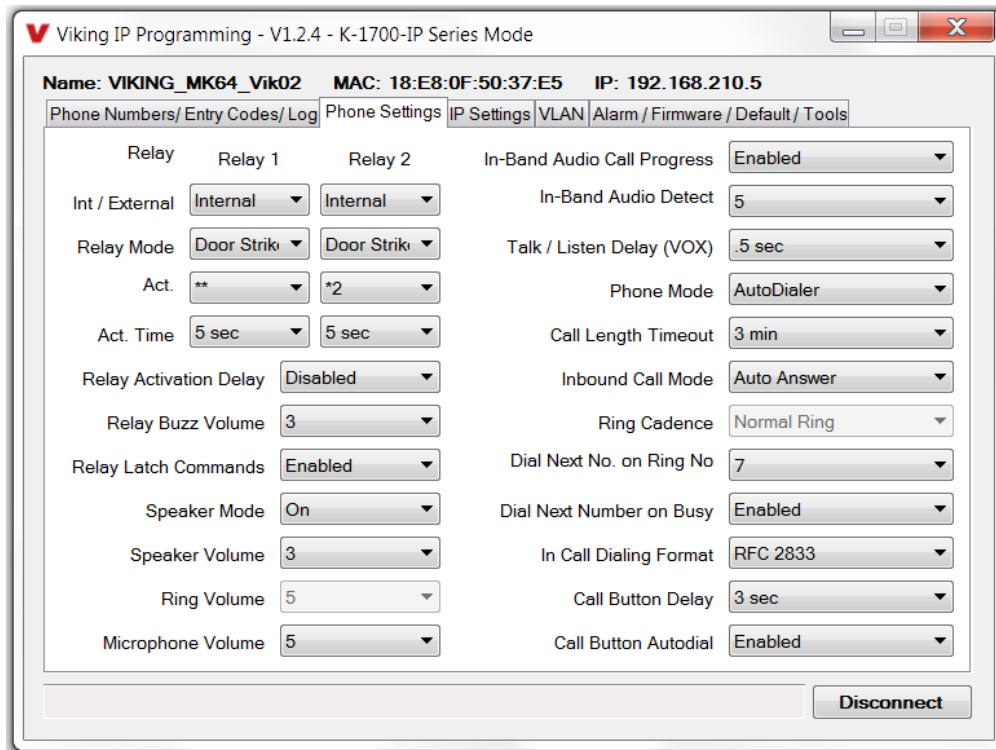 Viking IP Programming - V1.2.4 - K-1700-IP Series Mode
Name: VIKING_MK64_Vik02 MAC: 18:E8:0F:50:37:E5 IP: 192.168.210.5
Phone Numbers/ Entry Codes/ Log Phone Settings IP Settings VLAN Alarm / Firmware / Default / Tools
Relay Relay 1 Relay 2
Int / External Internal Internal
Relay Mode Door Strik Door Strik
Act. ** *2
Act. Time 5 sec 5 sec
Relay Activation Delay Disabled
Relay Buzz Volume 3
Relay Latch Commands Enabled
Speaker Mode On
Speaker Volume 3
Ring Volume 5
Microphone Volume 5
In-Band Audio Call Progress Enabled
In-Band Audio Detect 5
Talk / Listen Delay (VOX) .5 sec
Phone Mode AutoDialer
Call Length Timeout 3 min
Inbound Call Mode Auto Answer
Ring Cadence Normal Ring
Dial Next No. on Ring No 7
Dial Next Number on Busy Enabled
In Call Dialing Format RFC 2833
Call Button Delay 3 sec
Call Button Autodial Enabled
Disconnect